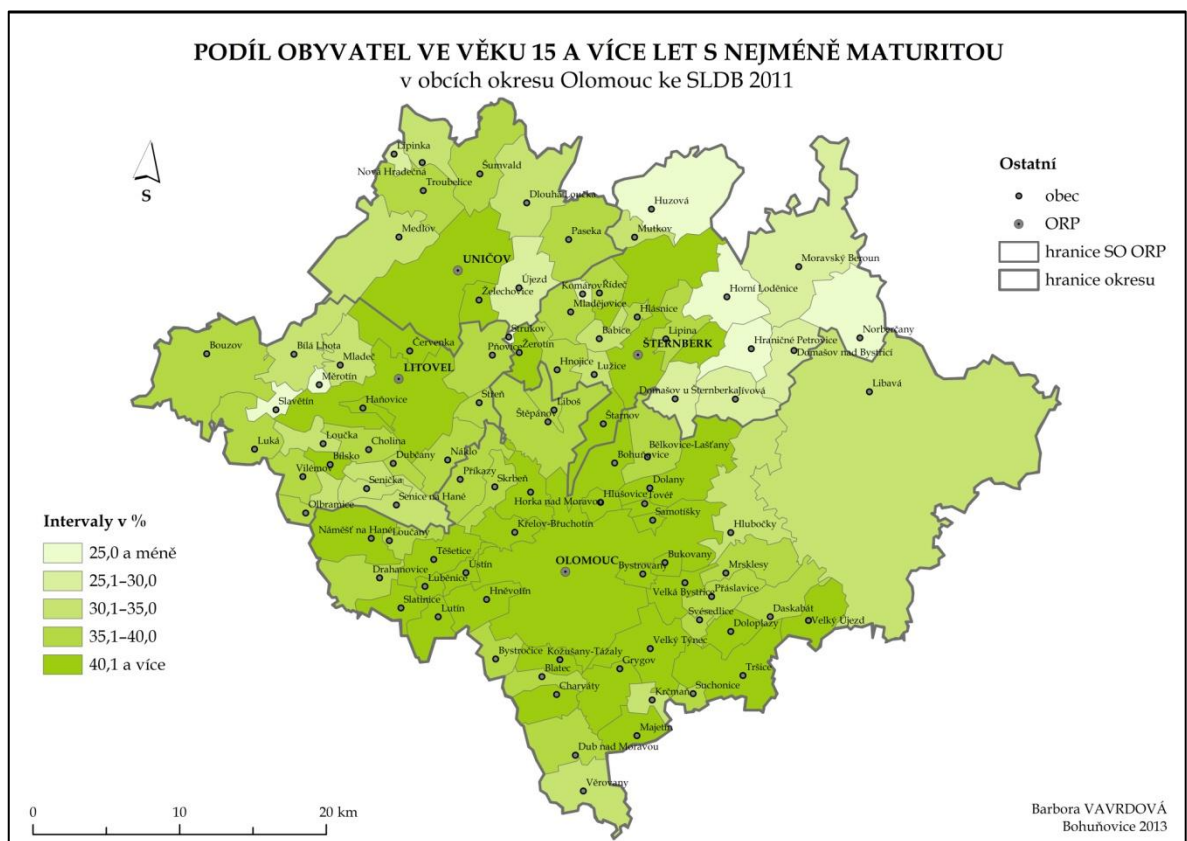 PODÍL OBYVATEL VE VĚKU 15 A VÍCE LET S NEJMÉNĚ MATURITOU
v obcích okresu Olomouc ke SLDB 2011
S
Ostatní
obec
ORP
hranice SO ORP
hranice okresu
Lipinka
Nová Hradečná
Šumvald
Troubelice
Dlouhá Loučka
Huzová
Medlov
Paseka
Mutkov
UNIČOV
Moravský Beroun
Újezd
Komárov
Řídeč
Horní Loděnice
Želechovice
Mladějovice
Hlásnice
Norberčany
Bouzov
Bílá Lhota
Mladeč
Červenka
Strukov
Pňovice
Žerotín
Babice
Lipina
ŠTERNBERK
Hraničné Petrovice
Domašov nad Bystřicí
LITOVEL
Měrotín
Hnojice
Lužice
Libavá
Slavětín
Haňovice
Střeň
Liboš
Štěpánov
Štarnov
Domašov u Šternberka
Jívová
Luká
Loučka
Cholina
Bílsko
Dubčany
Náklo
Bohuňovice
Bělkovice-Lašťany
Vilémov
Senička
Příkazy
Skrbeň
Dolany
Olbramice
Senice na Hané
Horka nad Moravou
Hlušovice
Tovéř
Samotíšky
Náměšť na Hané
Loučany
Křelov-Břuchotín
Hlubočky
Těšetice
Ústín
OLOMOUC
Bukovany
Bystrovany
Mrsklesy
Drahanovice
Luběnice
Velká Bystřice
Přáslavice
Slatinice
Lutín
Hněvotín
Svésedlice
Doloplazy
Daskabát
Velký Újezd
Bystročice
Kožušany-Tážaly
Velký Týnec
Blatec
Grygov
Tršice
Charváty
Krčmaň
Suchonice
Majetín
Dub nad Moravou
Věrovany
Intervaly v %
25,0 a méně
25,1–30,0
30,1–35,0
35,1–40,0
40,1 a více
0 10 20 km
Barbora VAVRDOVÁ
Bohuňovice 2013